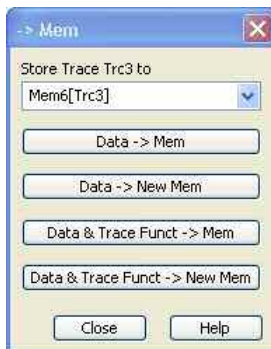 -> Mem
Store Trace Trc3 to
Mem6[Trc3]
Data -> Mem
Data -> New Mem
Data & Trace Funct -> Mem
Data & Trace Funct -> New Mem
Close Help